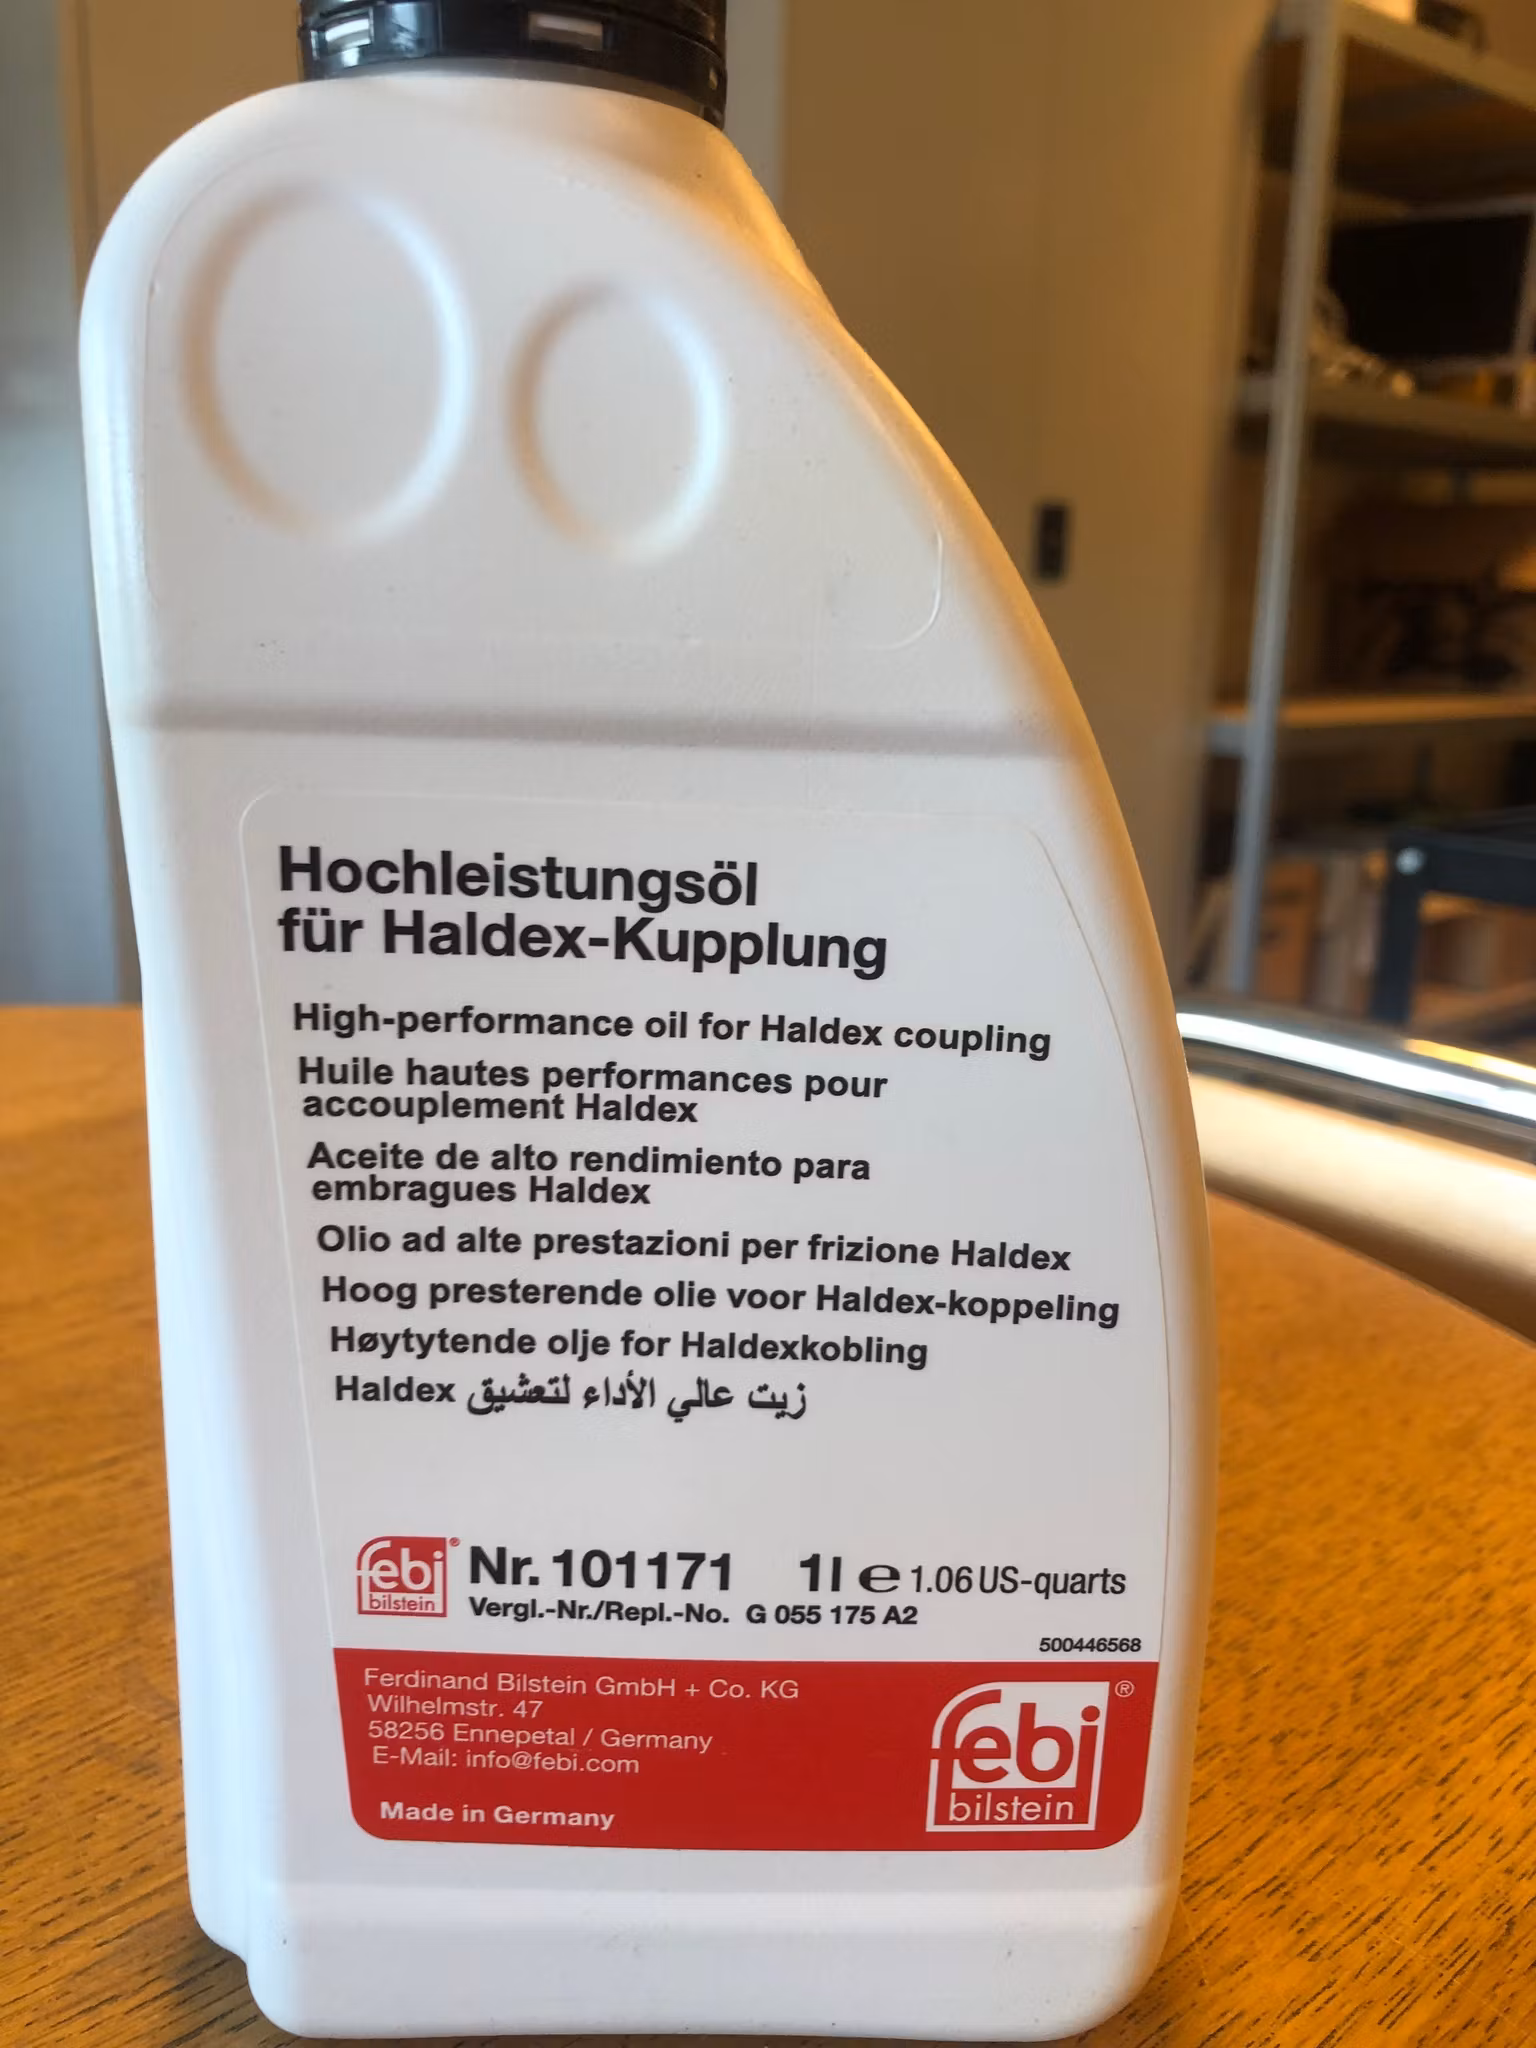 Hochleistungsöl
für Haldex-Kupplung
High-performance oil for Haldex coupling
Huile hautes performances pour
accouplement Haldex
Aceite de alto rendimiento para
embragues Haldex
Olio ad alte prestazioni per frizione Haldex
Hoog presterende olie voor Haldex-koppeling
Høytytende olje for Haldexkobling
زيت عالي الأداء لتعشيق Haldex
febi® bilstein
Nr. 101171 1l ℮ 1.06 US-quarts
Vergl.-Nr./Repl.-No. G 055 175 A2
500446568
Ferdinand Bilstein GmbH + Co. KG
Wilhelmstr. 47
58256 Ennepetal / Germany
E-Mail: info@febi.com
Made in Germany
febi®
bilstein